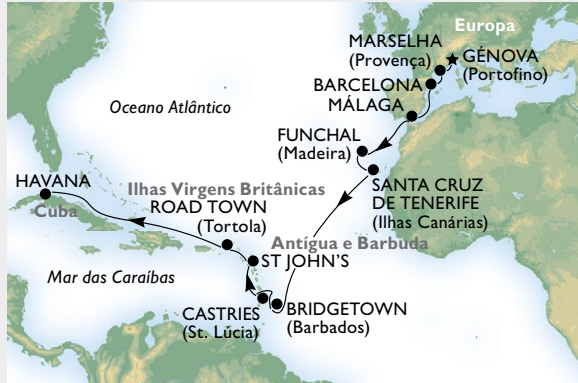 Europa
MARSELHA
(Provença)
GÉNOVA
(Portofino)
BARCELONA
MÁLAGA
Oceano Atlântico
FUNCHAL
(Madeira)
SANTA CRUZ
DE TENERIFE
(Ilhas Canárias)
HAVANA
Cuba
Ilhas Virgens Britânicas
ROAD TOWN
(Tortola)
Antígua e Barbuda
ST JOHN'S
Mar das Caraíbas
CASTRIES
(St. Lúcia)
BRIDGETOWN
(Barbados)